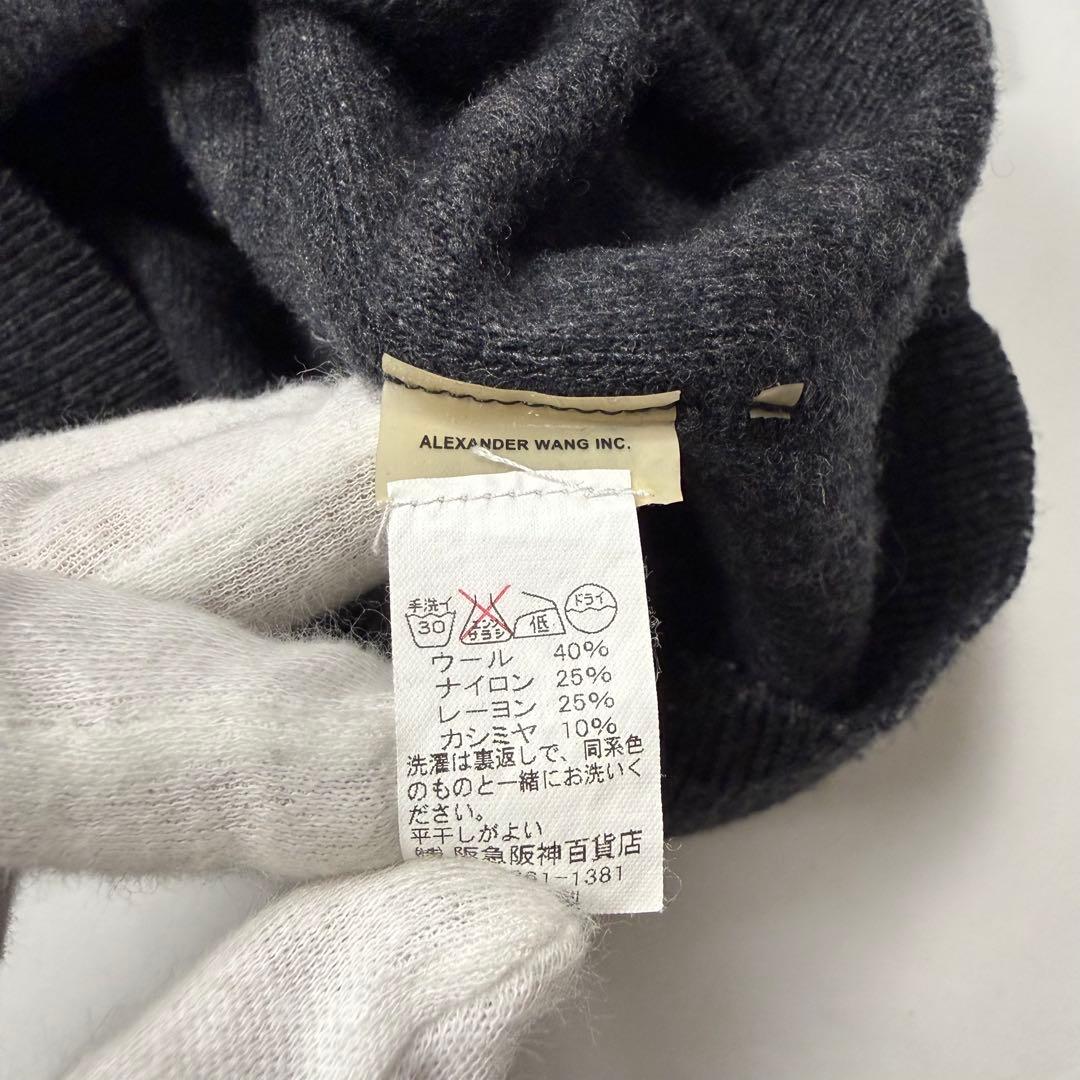 ALEXANDER WANG INC.
手洗イ エンソサラシ 低 ドライ
30
ウール 40%
ナイロン 25%
レーヨン 25%
カシミヤ 10%
洗濯は裏返しで、同系色
のものと一緒にお洗いく
ださい。
平干しがよい
阪急阪神百貨店
61-1381